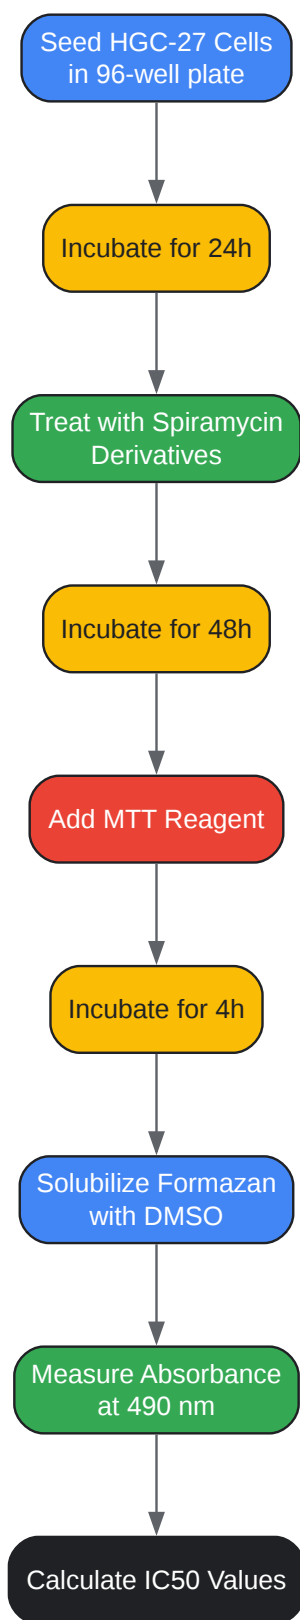 Seed HGC-27 Cells
in 96-well plate
Incubate for 24h
Treat with Spiramycin
Derivatives
Incubate for 48h
Add MTT Reagent
Incubate for 4h
Solubilize Formazan
with DMSO
Measure Absorbance
at 490 nm
Calculate IC50 Values